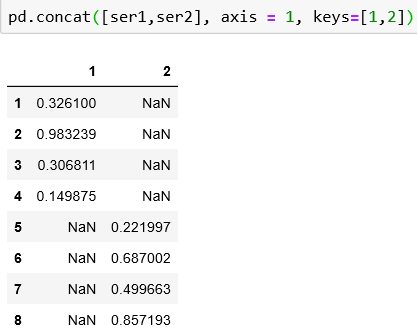 pd.concat([ser1,ser2], axis = 1, keys=[1,2])
1 2
1 0.326100 NaN
2 0.983239 NaN
3 0.306811 NaN
4 0.149875 NaN
5 NaN 0.221997
6 NaN 0.687002
7 NaN 0.499663
8 NaN 0.857193